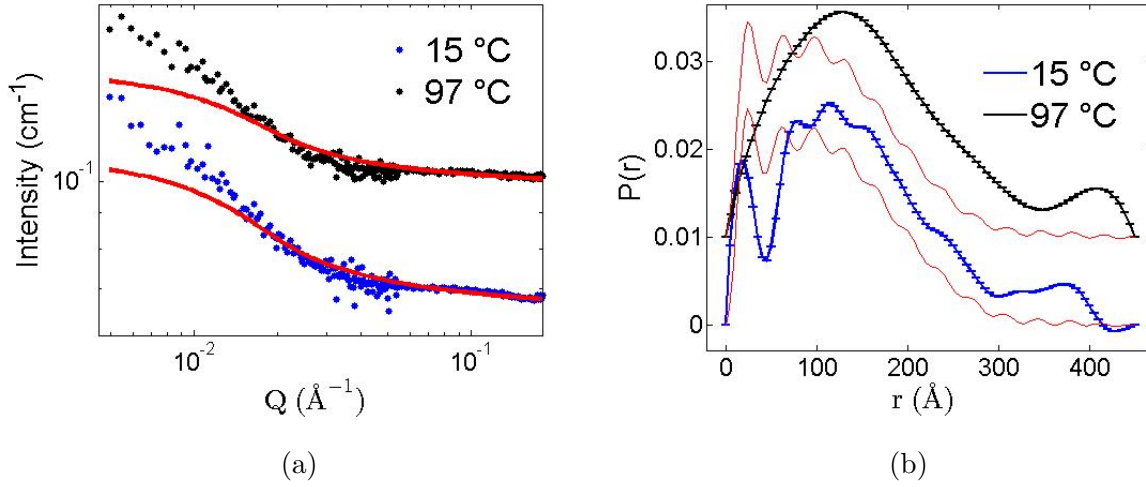 Intensity (cm⁻¹)
10⁻¹
15 °C
97 °C
10⁻² 10⁻¹
Q (Å⁻¹)
(a)
P(r)
0.03
0.02
0.01
0
15 °C
97 °C
0 100 200 300 400
r (Å)
(b)